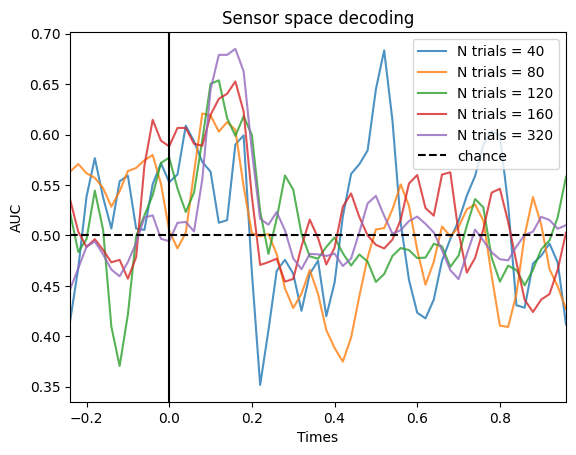 Sensor space decoding
AUC
0.70
0.65
0.60
0.55
0.50
0.45
0.40
0.35
N trials = 40
N trials = 80
N trials = 120
N trials = 160
N trials = 320
chance
−0.2
0.0
0.2
0.4
0.6
0.8
Times